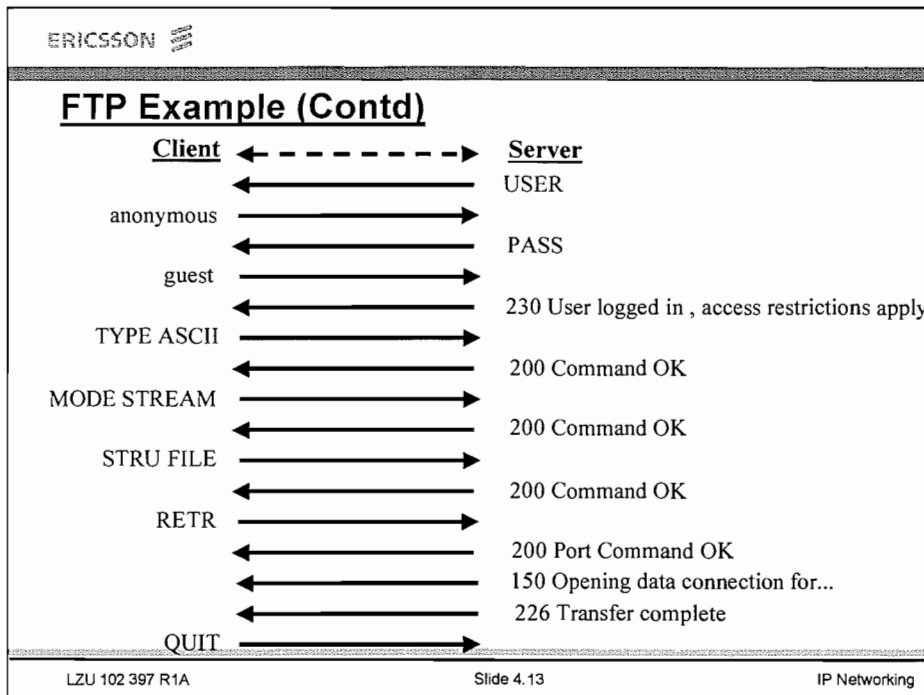 ERICSSON
FTP Example (Contd)
Client Server
USER
anonymous
PASS
guest
230 User logged in , access restrictions apply
TYPE ASCII
200 Command OK
MODE STREAM
200 Command OK
STRU FILE
200 Command OK
RETR
200 Port Command OK
150 Opening data connection for...
226 Transfer complete
QUIT
LZU 102 397 R1A Slide 4.13 IP Networking